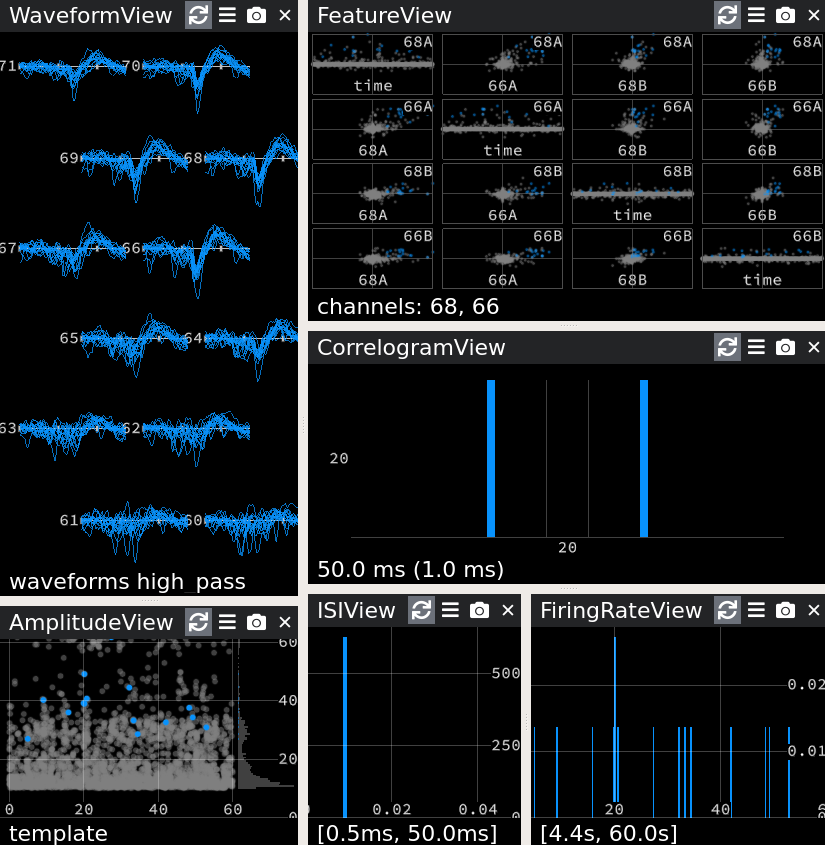 WaveformView
71 70
69 68
67 66
65 64
63 62
61 60
waveforms high_pass
FeatureView
68A 68A 68A 68A
time 66A 68B 66B
66A 66A 66A 66A
68A time 68B 66B
68B 68B 68B 68B
68A 66A time 66B
66B 66B 66B 66B
68A 66A 68B time
channels: 68, 66
CorrelogramView
20
20
50.0 ms (1.0 ms)
AmplitudeView
60
40
20
0
0 20 40 60
template
ISIView
500
250
0.02 0.04
[0.5ms, 50.0ms]
FiringRateView
0.02
0.01
20 40
[4.4s, 60.0s]